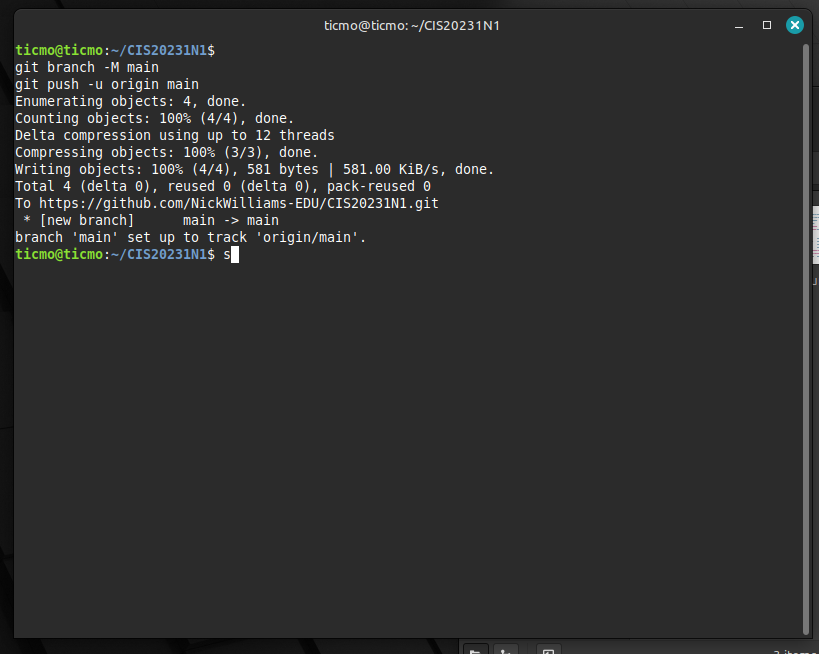 ticmo@ticmo: ~/CIS20231N1
ticmo@ticmo:~/CIS20231N1$
git branch -M main
git push -u origin main
Enumerating objects: 4, done.
Counting objects: 100% (4/4), done.
Delta compression using up to 12 threads
Compressing objects: 100% (3/3), done.
Writing objects: 100% (4/4), 581 bytes | 581.00 KiB/s, done.
Total 4 (delta 0), reused 0 (delta 0), pack-reused 0
To https://github.com/NickWilliams-EDU/CIS20231N1.git
 * [new branch]      main -> main
branch 'main' set up to track 'origin/main'.
ticmo@ticmo:~/CIS20231N1$ s